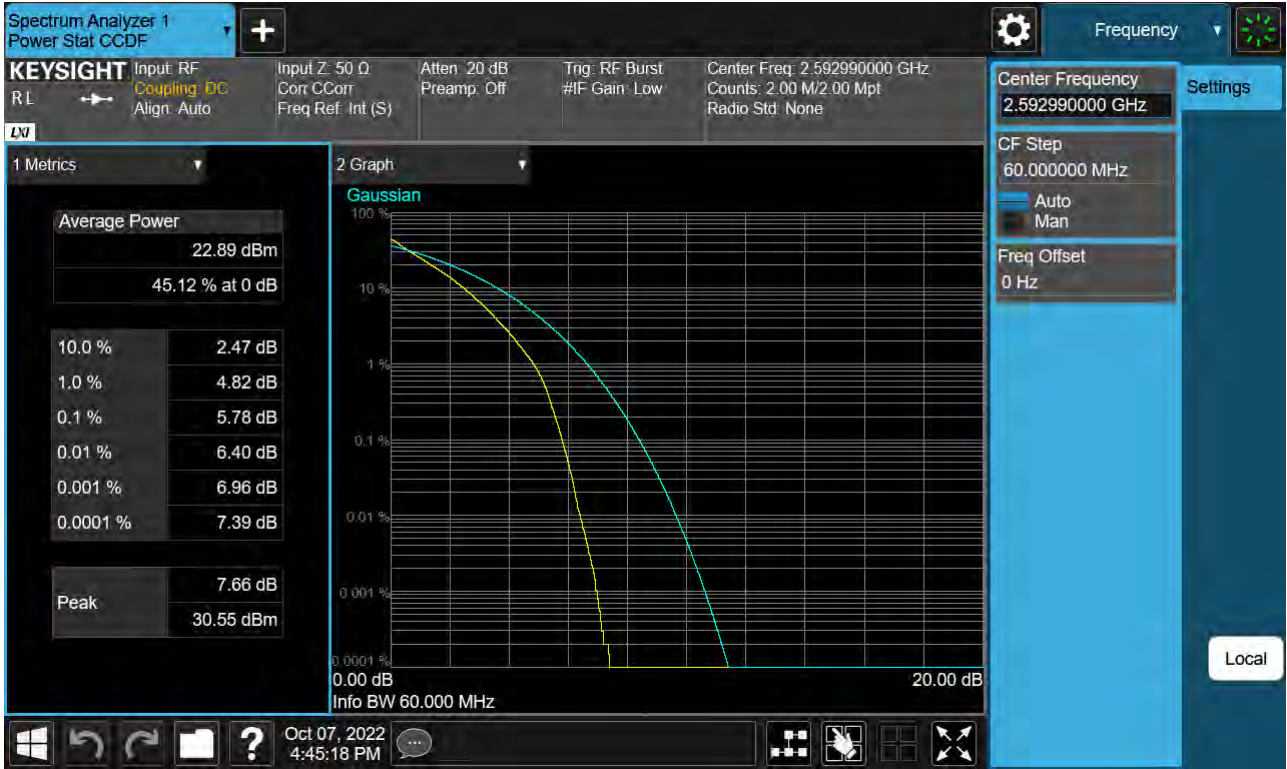 Spectrum Analyzer 1
Power Stat CCDF
Frequency
KEYSIGHT
R L
LXI
Input: RF
Coupling: DC
Align: Auto
Input Z: 50 Ω
Corr CCorr
Freq Ref: Int (S)
Atten: 20 dB
Preamp: Off
Trig: RF Burst
#IF Gain: Low
Center Freq: 2.592990000 GHz
Counts: 2.00 M/2.00 Mpt
Radio Std: None
Center Frequency
2.592990000 GHz
Settings
CF Step
60.000000 MHz
Auto
Man
Freq Offset
0 Hz
Local
1 Metrics
Average Power
22.89 dBm
45.12 % at 0 dB
10.0 % 2.47 dB
1.0 % 4.82 dB
0.1 % 5.78 dB
0.01 % 6.40 dB
0.001 % 6.96 dB
0.0001 % 7.39 dB
Peak 7.66 dB
30.55 dBm
2 Graph
Gaussian
100 %
10 %
1 %
0.1 %
0.01 %
0.001 %
0.0001 %
0.00 dB 20.00 dB
Info BW 60.000 MHz
?
Oct 07, 2022
4:45:18 PM